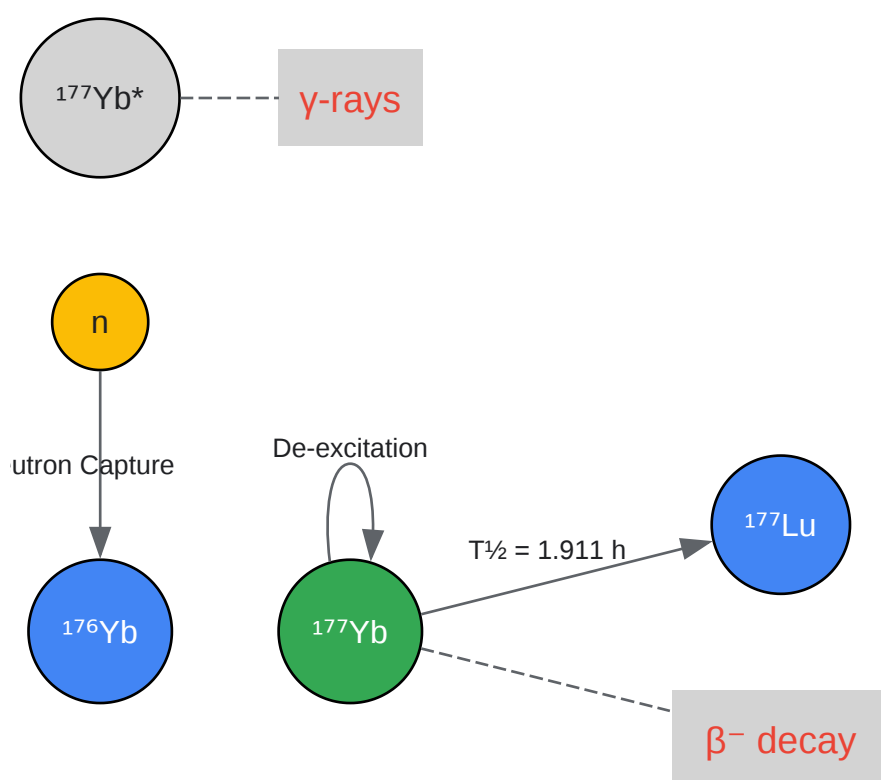 ¹⁷⁷Yb*
γ-rays
n
utron Capture
De-excitation
¹⁷⁷Lu
T½ = 1.911 h
¹⁷⁶Yb
¹⁷⁷Yb
β⁻ decay